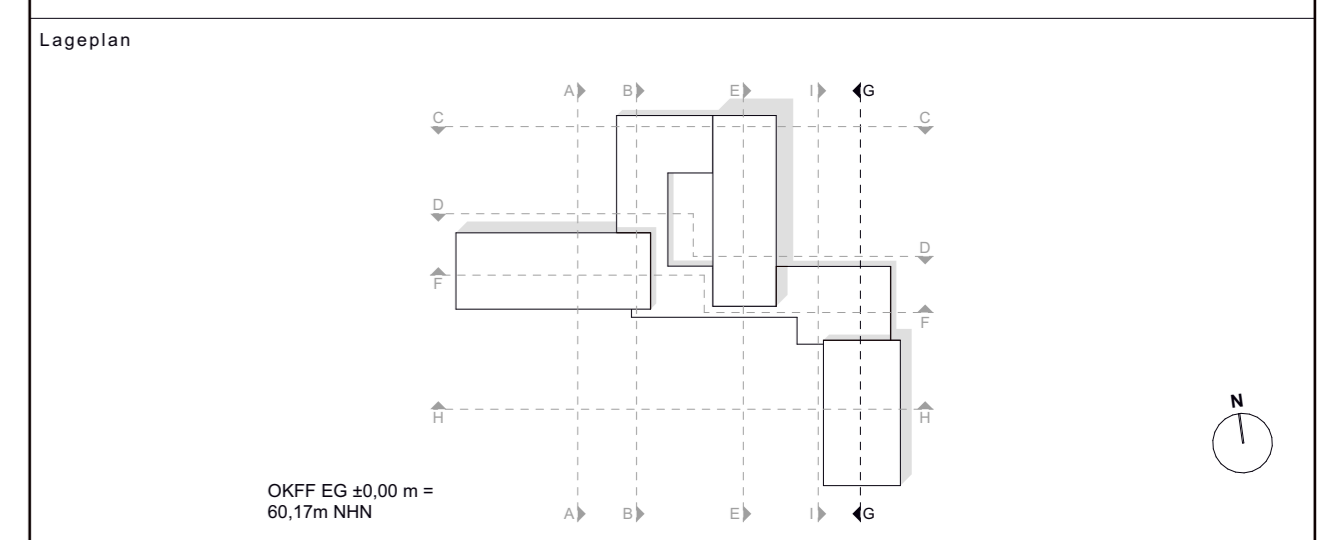 Lageplan
A B E I G
C C
D
D
F
F
H H
N
OKFF EG ±0,00 m =
60,17m NHN
A B E I G